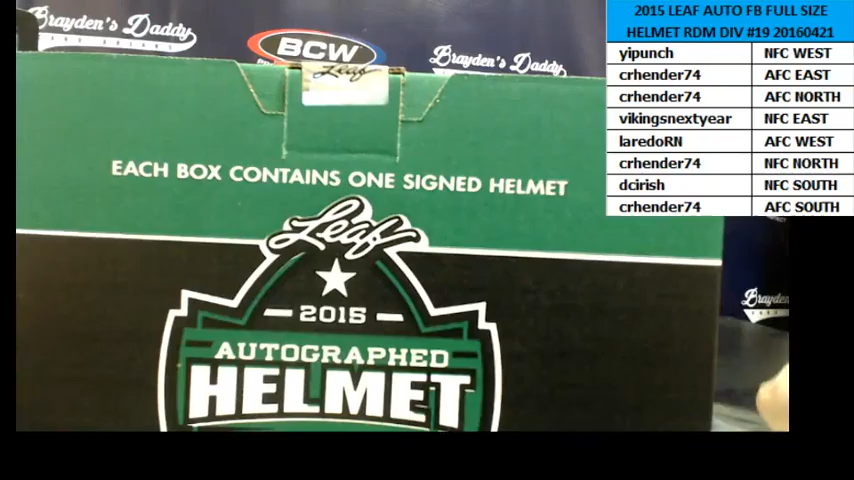 Brayden's Daddy
BCW
Brayden's Daddy
Leaf
EACH BOX CONTAINS ONE SIGNED HELMET
Leaf
2015
AUTOGRAPHED
HELMET
Brayden
2015 LEAF AUTO FB FULL SIZE
HELMET RDM DIV #19 20160421
yipunch NFC WEST
crhender74 AFC EAST
crhender74 AFC NORTH
vikingsnextyear NFC EAST
laredoRN AFC WEST
crhender74 NFC NORTH
dcirish NFC SOUTH
crhender74 AFC SOUTH